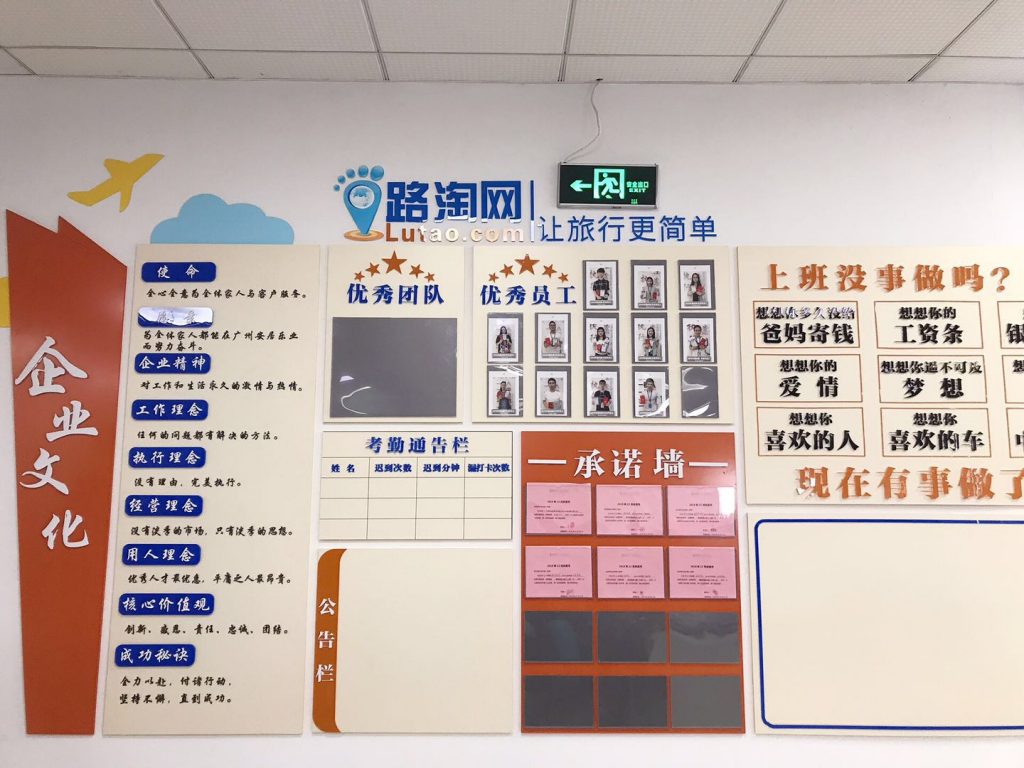 路淘网
Lutao.com
让旅行更简单
安全出口
EXIT
企业文化
使命
全心全意为全体家人与客户服务。
愿景
为全体家人都能在广州安居乐业
而努力奋斗。
企业精神
对工作和生活永久的激情与热情。
工作理念
任何的问题都有解决的方法。
执行理念
没有理由，完美执行。
经营理念
没有淡季的市场，只有淡季的思想。
用人理念
优秀人才最优惠，平庸之人最昂贵。
核心价值观
创新、感恩、责任、忠诚、团结。
成功秘诀
全力以赴，付诸行动，
坚持不懈，直到成功。
优秀团队
优秀员工
考勤通告栏
姓名 迟到次数 迟到分钟 漏打卡次数
公告栏
承诺墙
上班没事做吗？
想想你多久没给
爸妈寄钱
想想你的
工资条
想想你的
爱情
想想你遥不可及
梦想
想想你
喜欢的人
想想你
喜欢的车
现在有事做了